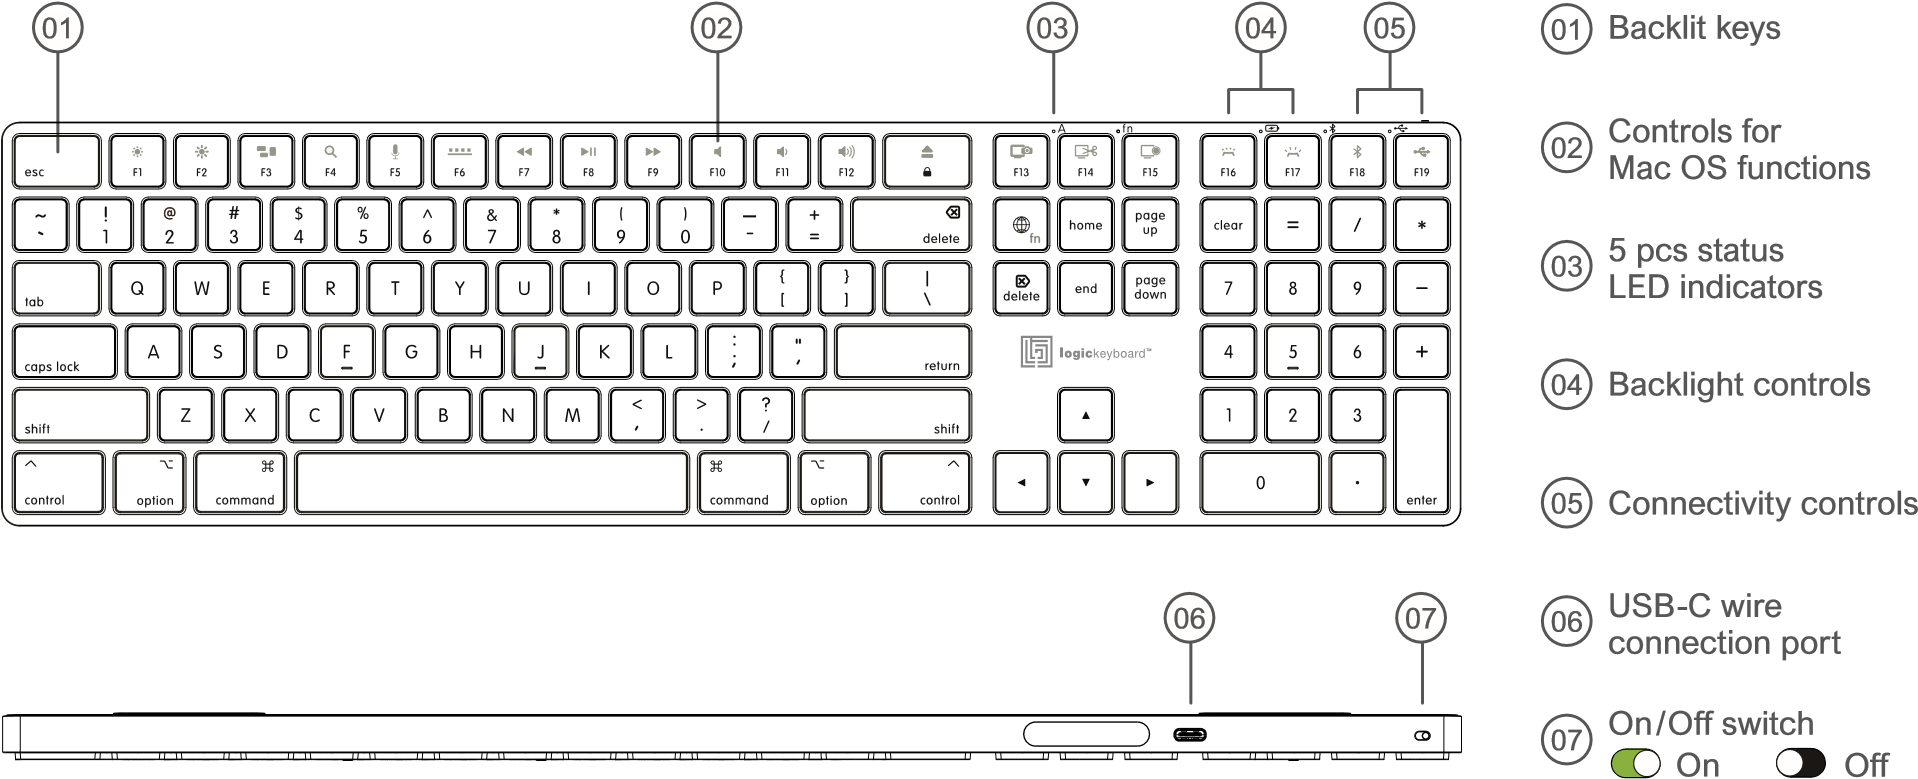 01 02 03 04 05
A fn
esc F1 F2 F3 F4 F5 F6 F7 F8 F9 F10 F11 F12 F13 F14 F15 F16 F17 F18 F19
~ ! @ # $ % ^ & * ( ) — +
` 1 2 3 4 5 6 7 8 9 0 - = delete fn home page up clear = / *
tab Q W E R T Y U I O P { [ } ] | \ delete end page down 7 8 9 −
caps lock A S D F G H J K L : ; " , return logickeyboard™ 4 5 6 +
shift Z X C V B N M < , > . ? / shift ▲ 1 2 3
^ control ⌥ option ⌘ command ⌘ command ⌥ option ^ control ◄ ▼ ► 0 . enter
06 07
01 Backlit keys
02 Controls for
Mac OS functions
03 5 pcs status
LED indicators
04 Backlight controls
05 Connectivity controls
06 USB-C wire
connection port
07 On/Off switch
On Off